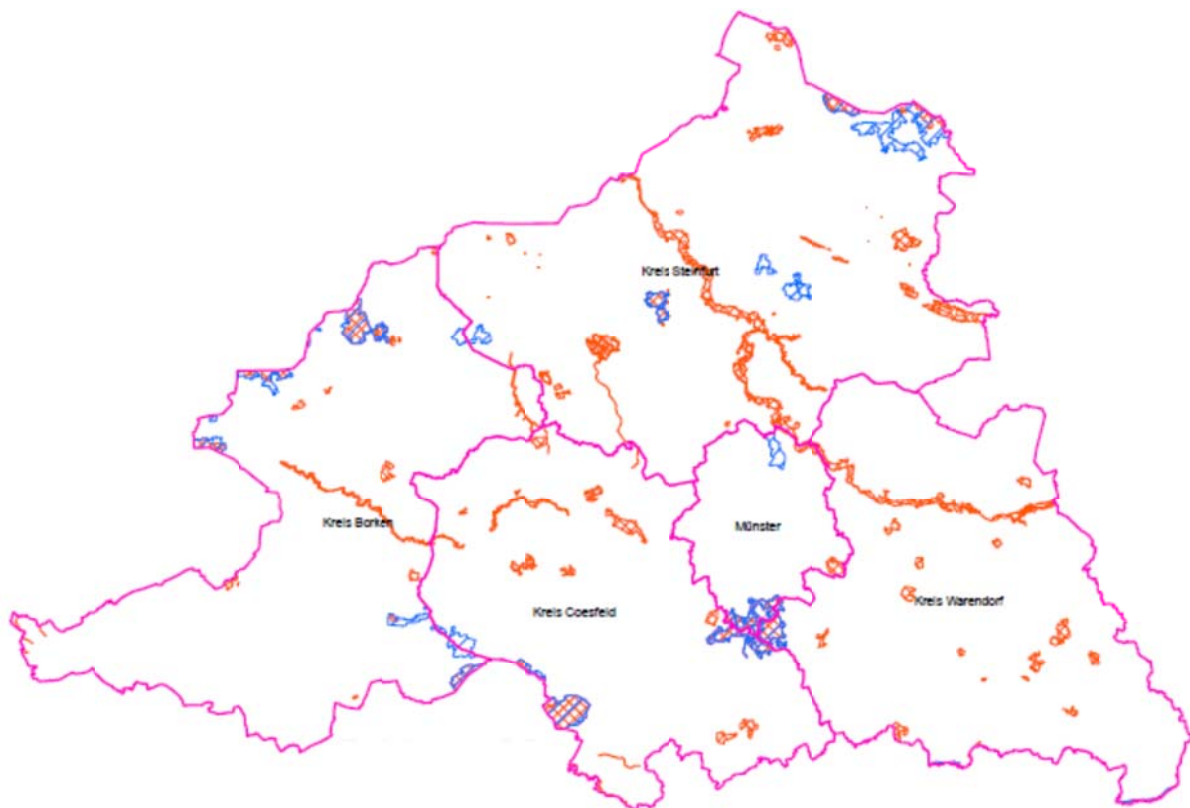 Kreis Steinfurt
Kreis Borken
Münster
Kreis Coesfeld
Kreis Warendorf